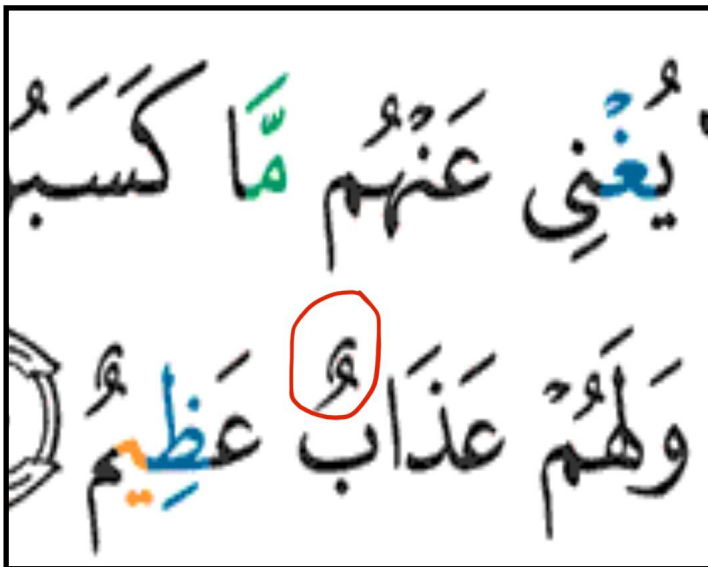 يُغْنِى عَنْهُم مَّا
وَلَهُمْ عَذَابٌ عَظِيمٌ